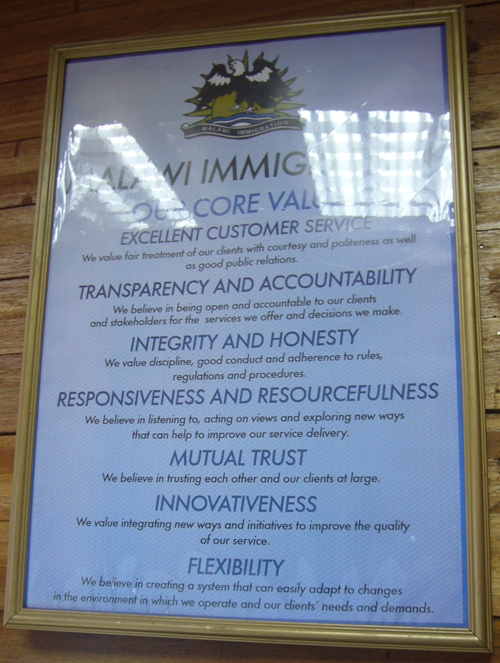 MALAWI IMMIGRATION
MALAWI
OUR CORE
EXCELLENT CUSTOMER SERVICE
We value fair treatment of our clients with courtesy and politeness as well
as good public relations.
TRANSPARENCY AND ACCOUNTABILITY
We believe in being open and accountable to our clients
and stakeholders for the services we offer and decisions we make.
INTEGRITY AND HONESTY
We value discipline, good conduct and adherence to rules,
regulations and procedures.
RESPONSIVENESS AND RESOURCEFULNESS
We believe in listening to, acting on views and exploring new ways
that can help to improve our service delivery.
MUTUAL TRUST
We believe in trusting each other and our clients at large.
INNOVATIVENESS
We value integrating new ways and initiatives to improve the quality
of our service.
FLEXIBILITY
We believe in creating a system that can easily adapt to changes
in the environment in which we operate and our clients' needs and demands.